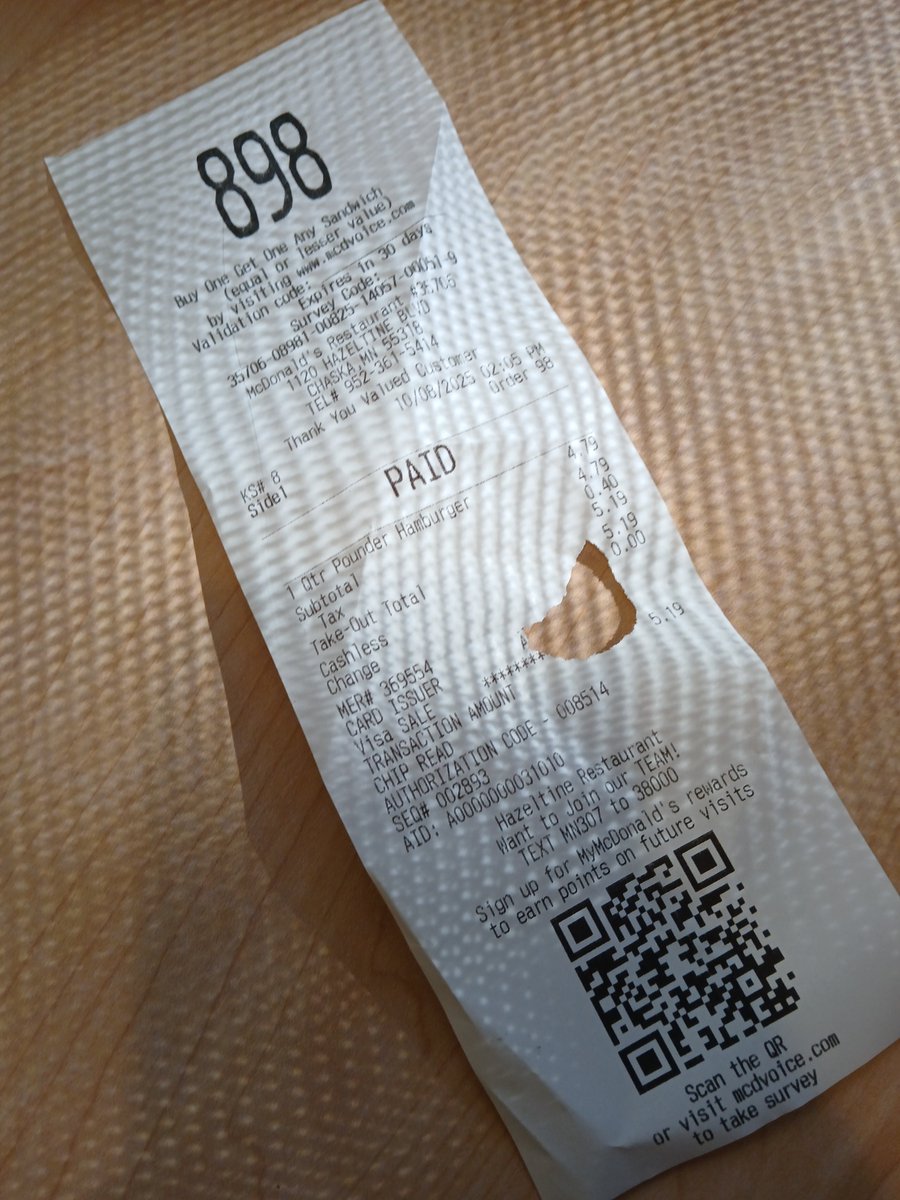 898
Buy One Get One Any Sandwich
(equal or lesser value)
by visiting www.mcdvoice.com
Validation code:
Expires in 30 days
Survey Code:
35706-08981-00825-14057-00051-9
McDonald's Restaurant #35706
1120 HAZELTINE BLVD
CHASKA,MN 55318
TEL# 952-361-5414
Thank You Valued Customer
10/08/2025 02:05 PM
Order 98
KS# 8
Side1
PAID
1 Qtr Pounder Hamburger 4.79
Subtotal 4.79
Tax 0.40
Take-Out Total 5.19
Cashless 5.19
Change 0.00
MER# 369554
CARD ISSUER
Visa SALE ********
TRANSACTION AMOUNT 5.19
CHIP READ
AUTHORIZATION CODE - 008514
SEQ# 002893
AID: A0000000031010
Hazeltine Restaurant
Want to Join our TEAM!
TEXT MN307 to 38000
Sign up for MyMcDonald's rewards
to earn points on future visits
Scan the QR
or visit mcdvoice.com
to take survey